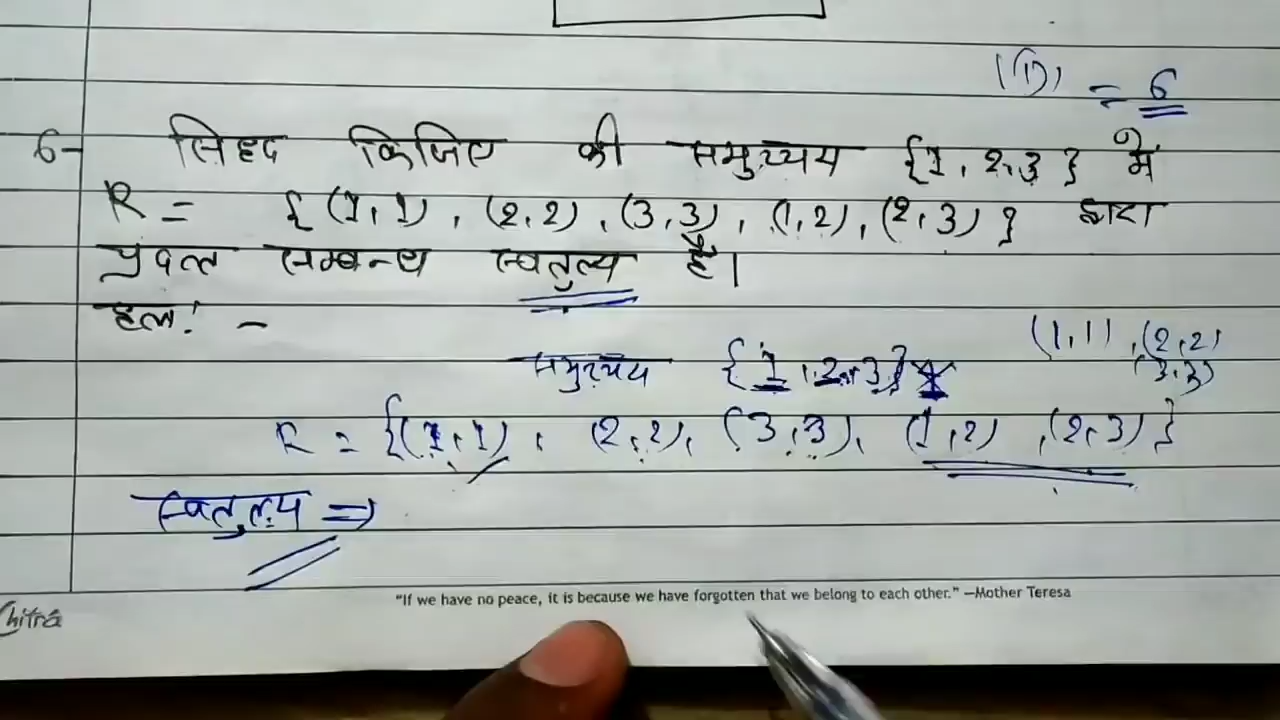 = 6
6- सिध्द किजिए की समुच्चय {1, 2, 3} में
R = {(1,1), (2,2), (3,3), (1,2), (2,3)} द्वारा
प्रदत्त सम्बन्ध स्वतुल्य है।
हल: -
(1,1), (2,2)
(3,3)
समुच्चय {1, 2, 3}
R = {(1,1), (2,2), (3,3), (1,2), (2,3)}
स्वतुल्य ⇒
"If we have no peace, it is because we have forgotten that we belong to each other." —Mother Teresa
Chitra